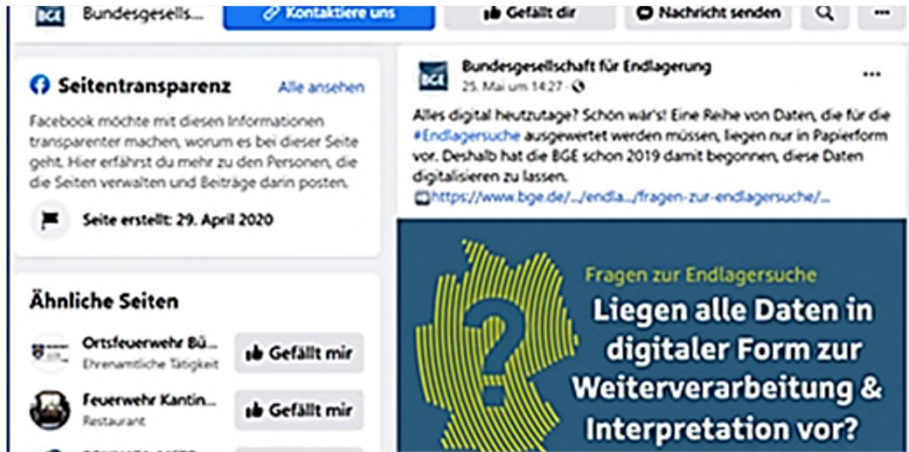 BGE
Bundesgesells...
Kontaktiere uns
Gefällt dir
Nachricht senden
Seitentransparenz
Alle ansehen
Facebook möchte mit diesen Informationen
transparenter machen, worum es bei dieser Seite
geht. Hier erfährst du mehr zu den Personen, die
die Seiten verwalten und Beiträge darin posten.
Seite erstellt: 29. April 2020
Ähnliche Seiten
Ortsfeuerwehr Bü...
Ehrenamtliche Tätigkeit
Gefällt mir
Feuerwehr Kantin...
Restaurant
Gefällt mir
BGE
Bundesgesellschaft für Endlagerung
25. Mai um 14:27
Alles digital heutzutage? Schön wär's! Eine Reihe von Daten, die für die
#Endlagersuche ausgewertet werden müssen, liegen nur in Papierform
vor. Deshalb hat die BGE schon 2019 damit begonnen, diese Daten
digitalisieren zu lassen.
https://www.bge.de/.../endla.../fragen-zur-endlagersuche/...
Fragen zur Endlagersuche
Liegen alle Daten in
digitaler Form zur
Weiterverarbeitung &
Interpretation vor?
?